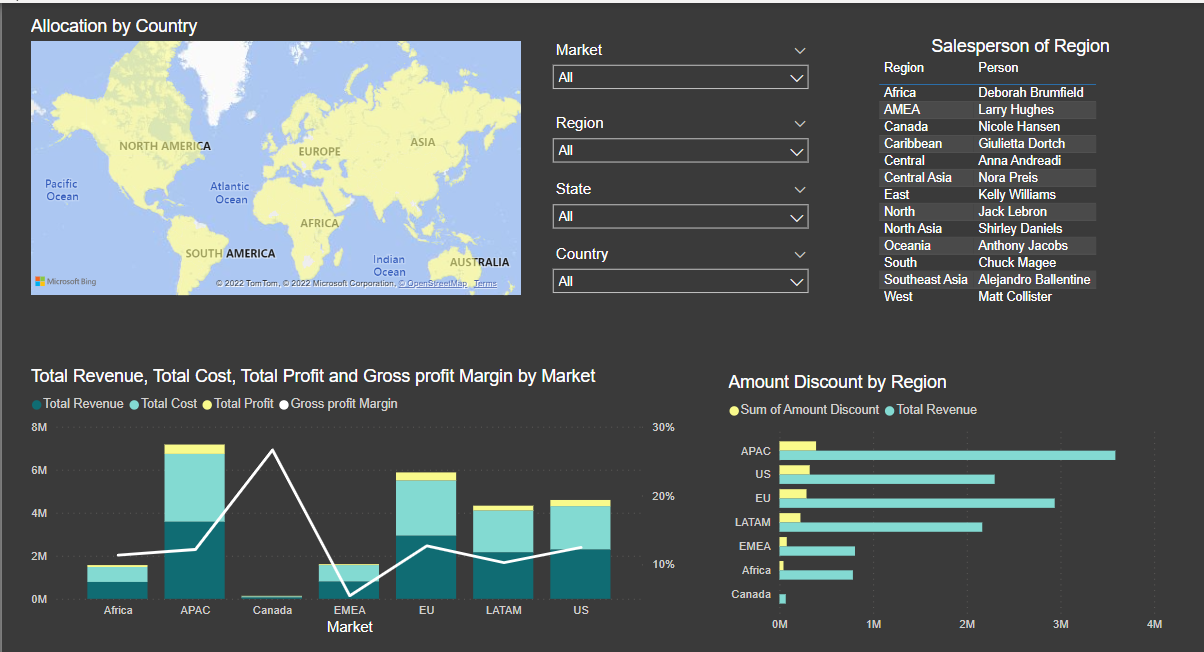 Allocation by Country
NORTH AMERICA
EUROPE
ASIA
Pacific
Ocean
Atlantic
Ocean
AFRICA
SOUTH AMERICA
Indian
Ocean
AUSTRALIA
Microsoft Bing
© 2022 TomTom, © 2022 Microsoft Corporation, © OpenStreetMap Terms
Market
All
Region
All
State
All
Country
All
Salesperson of Region
Region Person
Africa Deborah Brumfield
AMEA Larry Hughes
Canada Nicole Hansen
Caribbean Giulietta Dortch
Central Anna Andreadi
Central Asia Nora Preis
East Kelly Williams
North Jack Lebron
North Asia Shirley Daniels
Oceania Anthony Jacobs
South Chuck Magee
Southeast Asia Alejandro Ballentine
West Matt Collister
Total Revenue, Total Cost, Total Profit and Gross profit Margin by Market
Total Revenue Total Cost Total Profit Gross profit Margin
8M 30%
6M
20%
4M
2M
10%
0M
Africa APAC Canada EMEA EU LATAM US
Market
Amount Discount by Region
Sum of Amount Discount Total Revenue
APAC
US
EU
LATAM
EMEA
Africa
Canada
0M 1M 2M 3M 4M